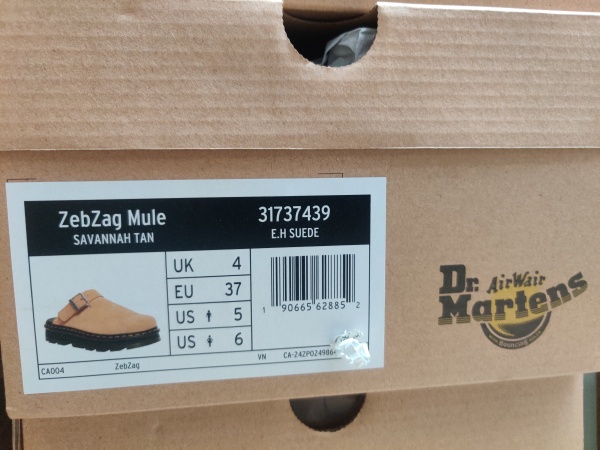 ZebZag Mule
SAVANNAH TAN
31737439
E.H SUEDE
UK 4
EU 37
US 5
US 6
1 90665 62885 2
CA004
ZebZag
VN
Dr. Martens
AirWair
Bouncing